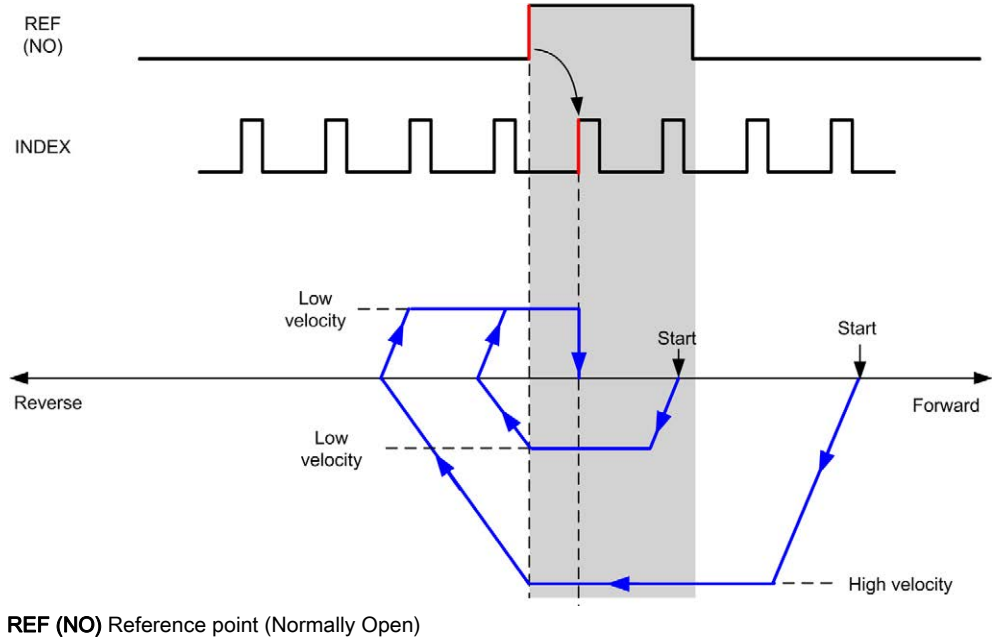 REF
(NO)
INDEX
Low
velocity
Start
Start
Reverse
Forward
Low
velocity
High velocity
REF (NO) Reference point (Normally Open)